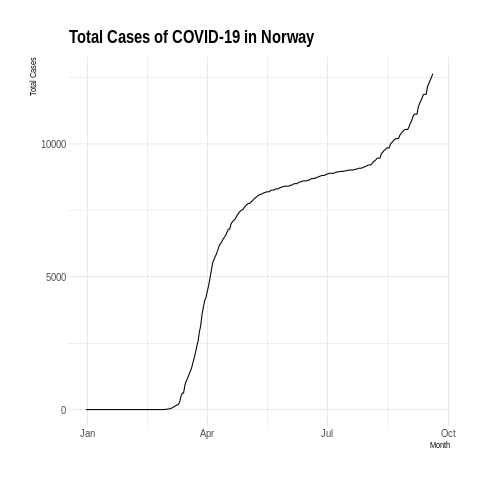 Total Cases of COVID-19 in Norway
Total Cases
10000
5000
0
Jan Apr Jul Oct
Month